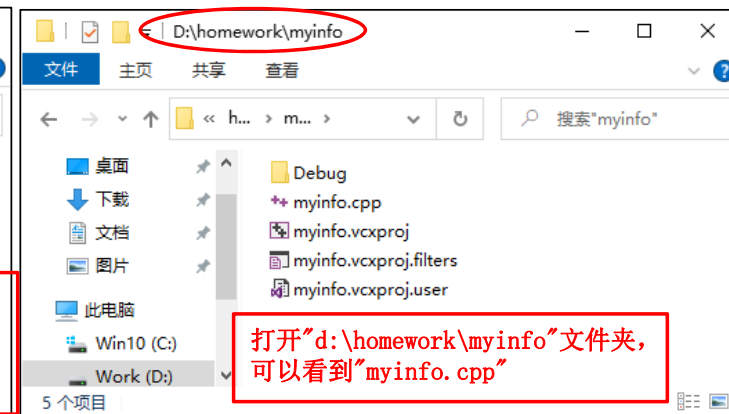 D:\homework\myinfo
文件 主页 共享 查看
« h... › m... ›
搜索"myinfo"
桌面
下载
文档
图片
此电脑
Win10 (C:)
Work (D:)
Debug
myinfo.cpp
myinfo.vcxproj
myinfo.vcxproj.filters
myinfo.vcxproj.user
打开"d:\homework\myinfo"文件夹,
可以看到"myinfo.cpp"
5 个项目